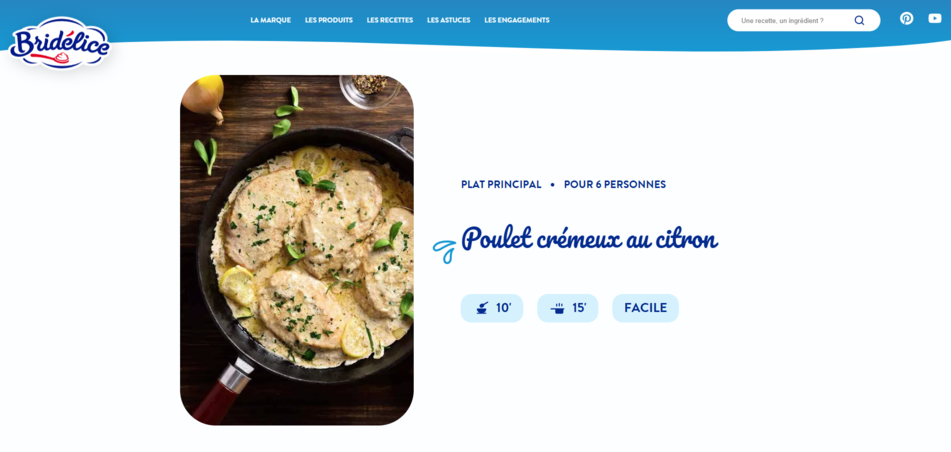 LA MARQUE LES PRODUITS LES RECETTES LES ASTUCES LES ENGAGEMENTS
Une recette, un ingrédient ?
Bridélice
PLAT PRINCIPAL • POUR 6 PERSONNES
Poulet crémeux au citron
10' 15' FACILE